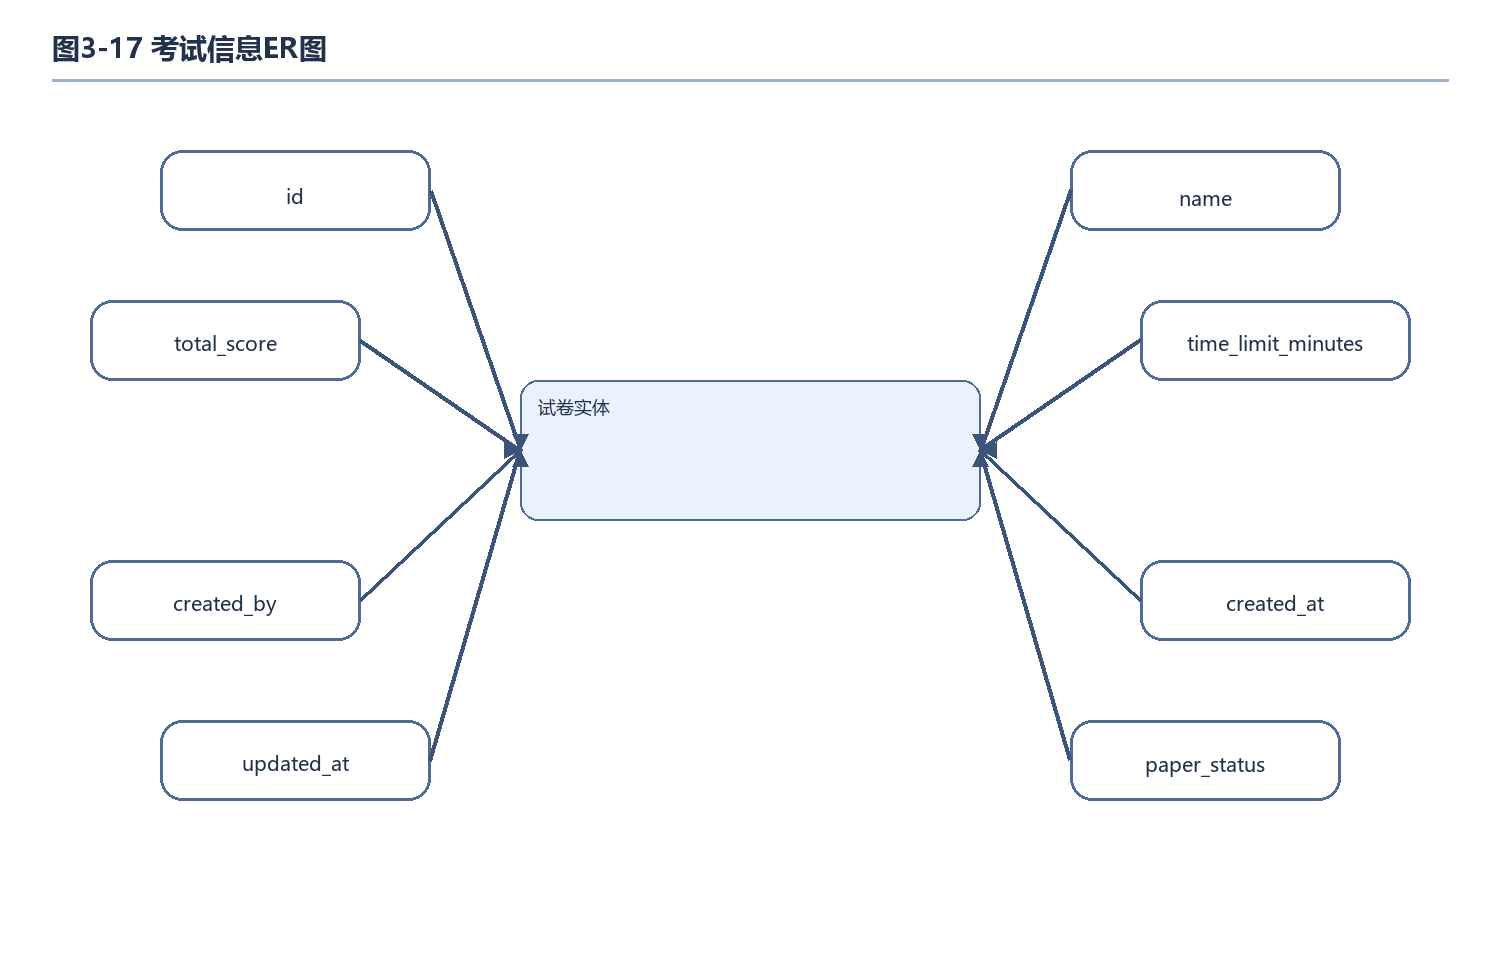 图3-17 考试信息ER图
id
name
total_score
time_limit_minutes
试卷实体
created_by
created_at
updated_at
paper_status